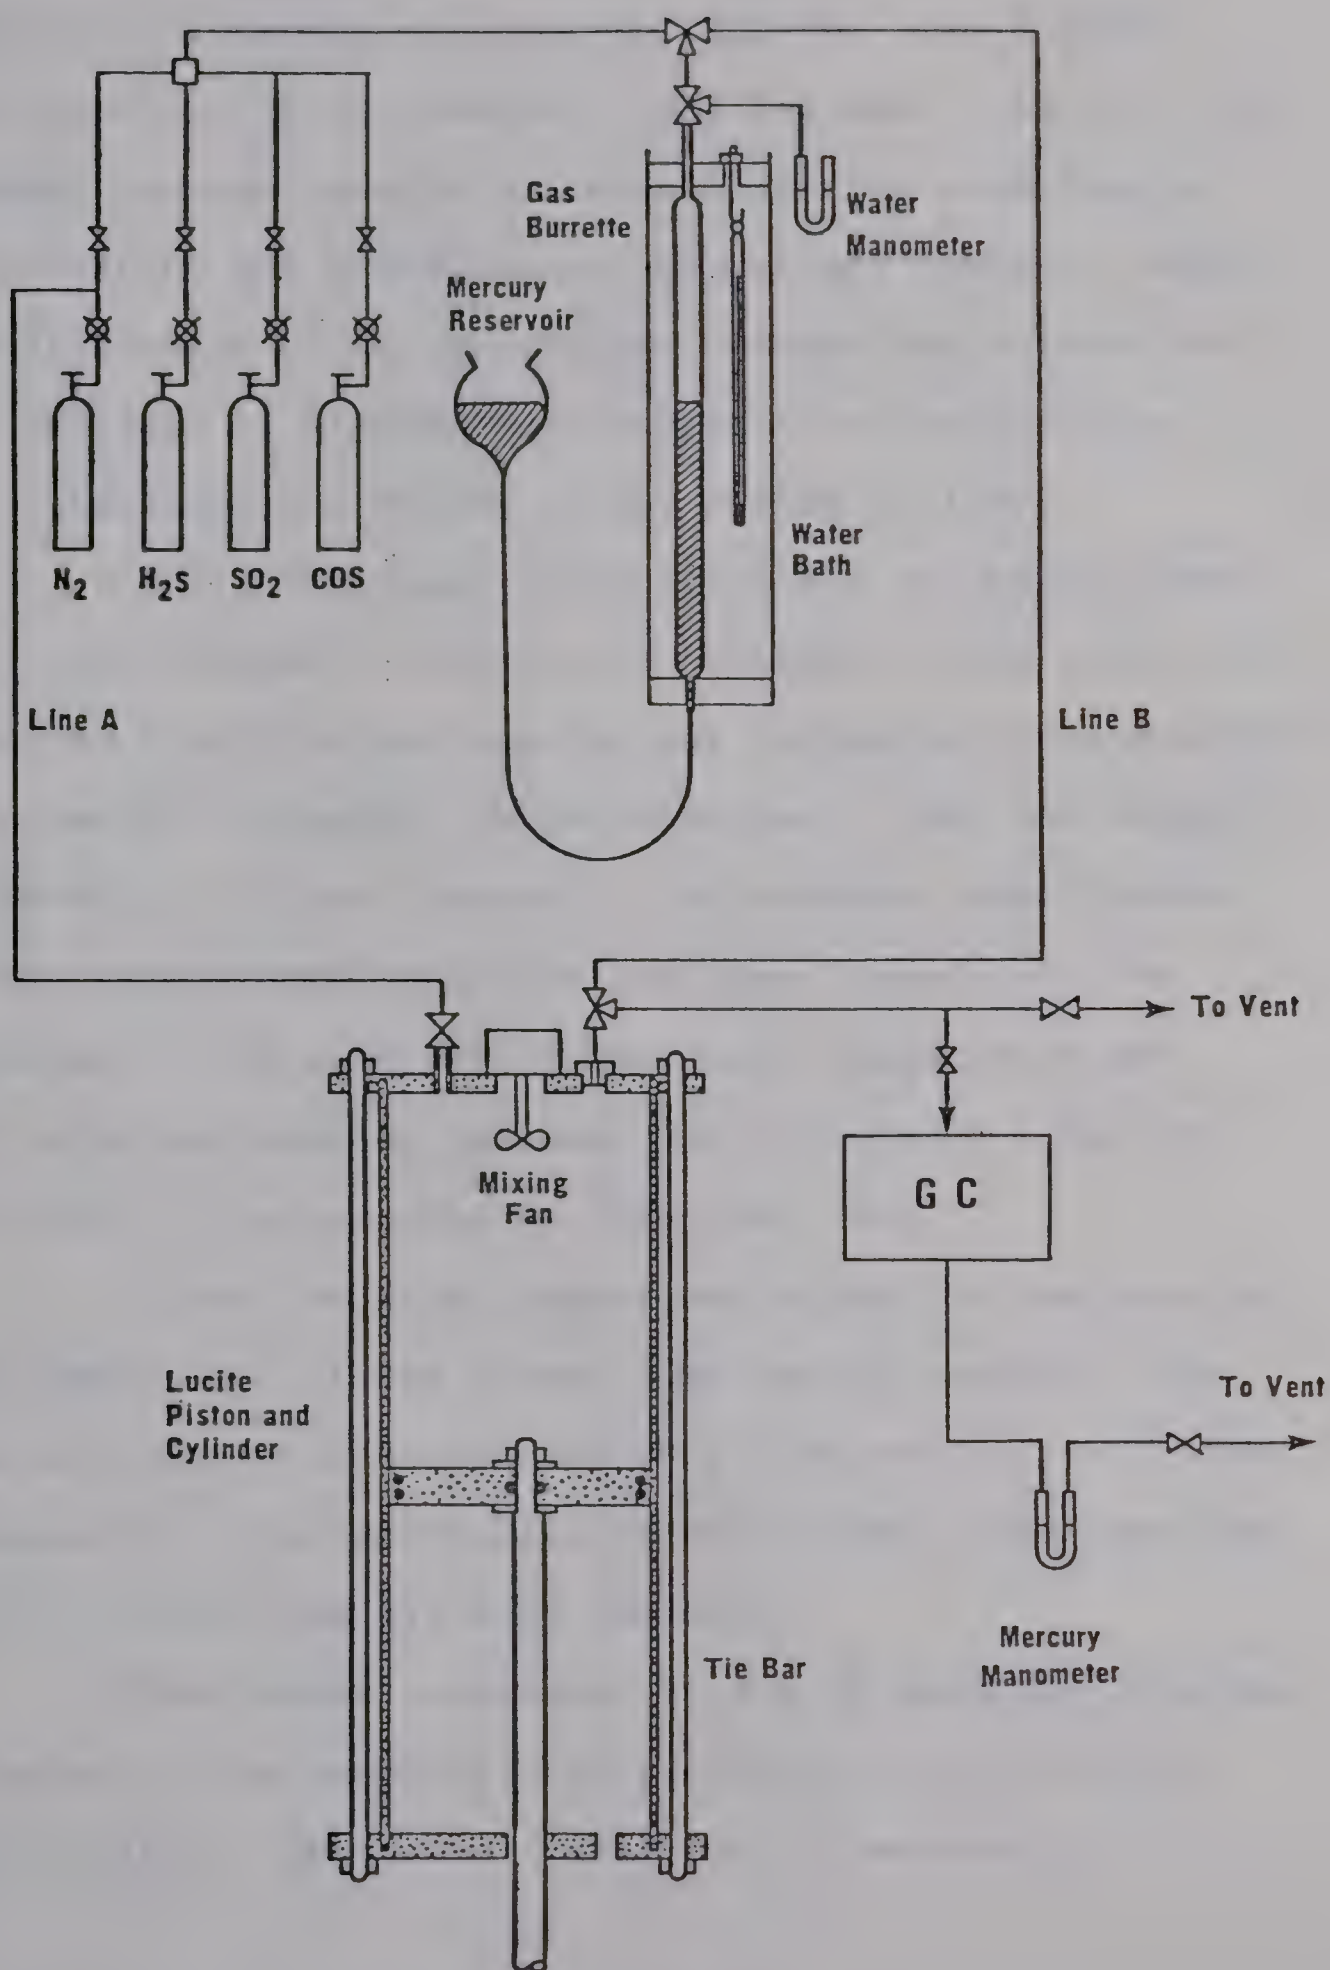 Gas
Burrette
Water
Manometer
Mercury
Reservoir
N2 H2S SO2 COS
Water
Bath
Line A
Line B
To Vent
Mixing
Fan
G C
To Vent
Lucite
Piston and
Cylinder
Mercury
Manometer
Tie Bar